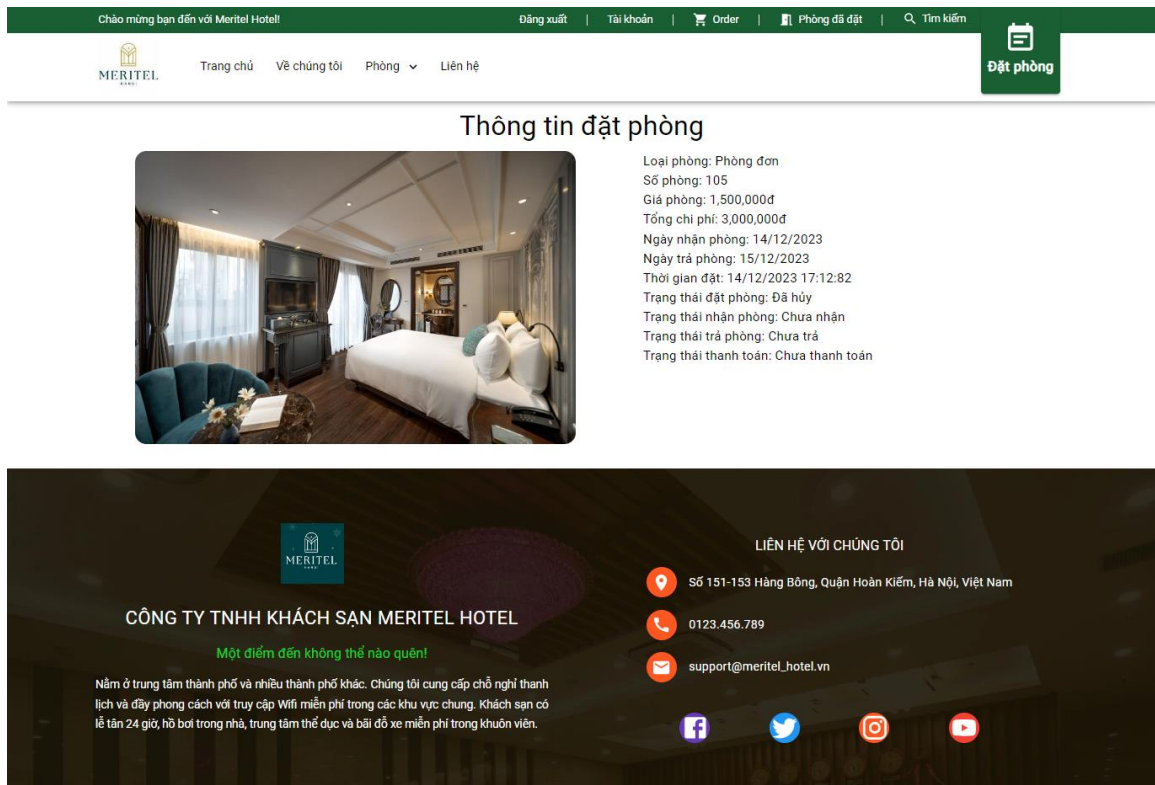 Chào mừng bạn đến với Meritel Hotel!
Đăng xuất | Tài khoản | Order | Phòng đã đặt | Tìm kiếm
Đặt phòng
MERITEL
Trang chủ Về chúng tôi Phòng Liên hệ
Thông tin đặt phòng
Loại phòng: Phòng đơn
Số phòng: 105
Giá phòng: 1,500,000đ
Tổng chi phí: 3,000,000đ
Ngày nhận phòng: 14/12/2023
Ngày trả phòng: 15/12/2023
Thời gian đặt: 14/12/2023 17:12:82
Trạng thái đặt phòng: Đã hủy
Trạng thái nhận phòng: Chưa nhận
Trạng thái trả phòng: Chưa trả
Trạng thái thanh toán: Chưa thanh toán
MERITEL
CÔNG TY TNHH KHÁCH SẠN MERITEL HOTEL
Một điểm đến không thể nào quên!
Nằm ở trung tâm thành phố và nhiều thành phố khác. Chúng tôi cung cấp chỗ nghỉ thanh
lịch và đầy phong cách với truy cập Wifi miễn phí trong các khu vực chung. Khách sạn có
lễ tân 24 giờ, hồ bơi trong nhà, trung tâm thể dục và bãi đỗ xe miễn phí trong khuôn viên.
LIÊN HỆ VỚI CHÚNG TÔI
Số 151-153 Hàng Bông, Quận Hoàn Kiếm, Hà Nội, Việt Nam
0123.456.789
support@meritel_hotel.vn